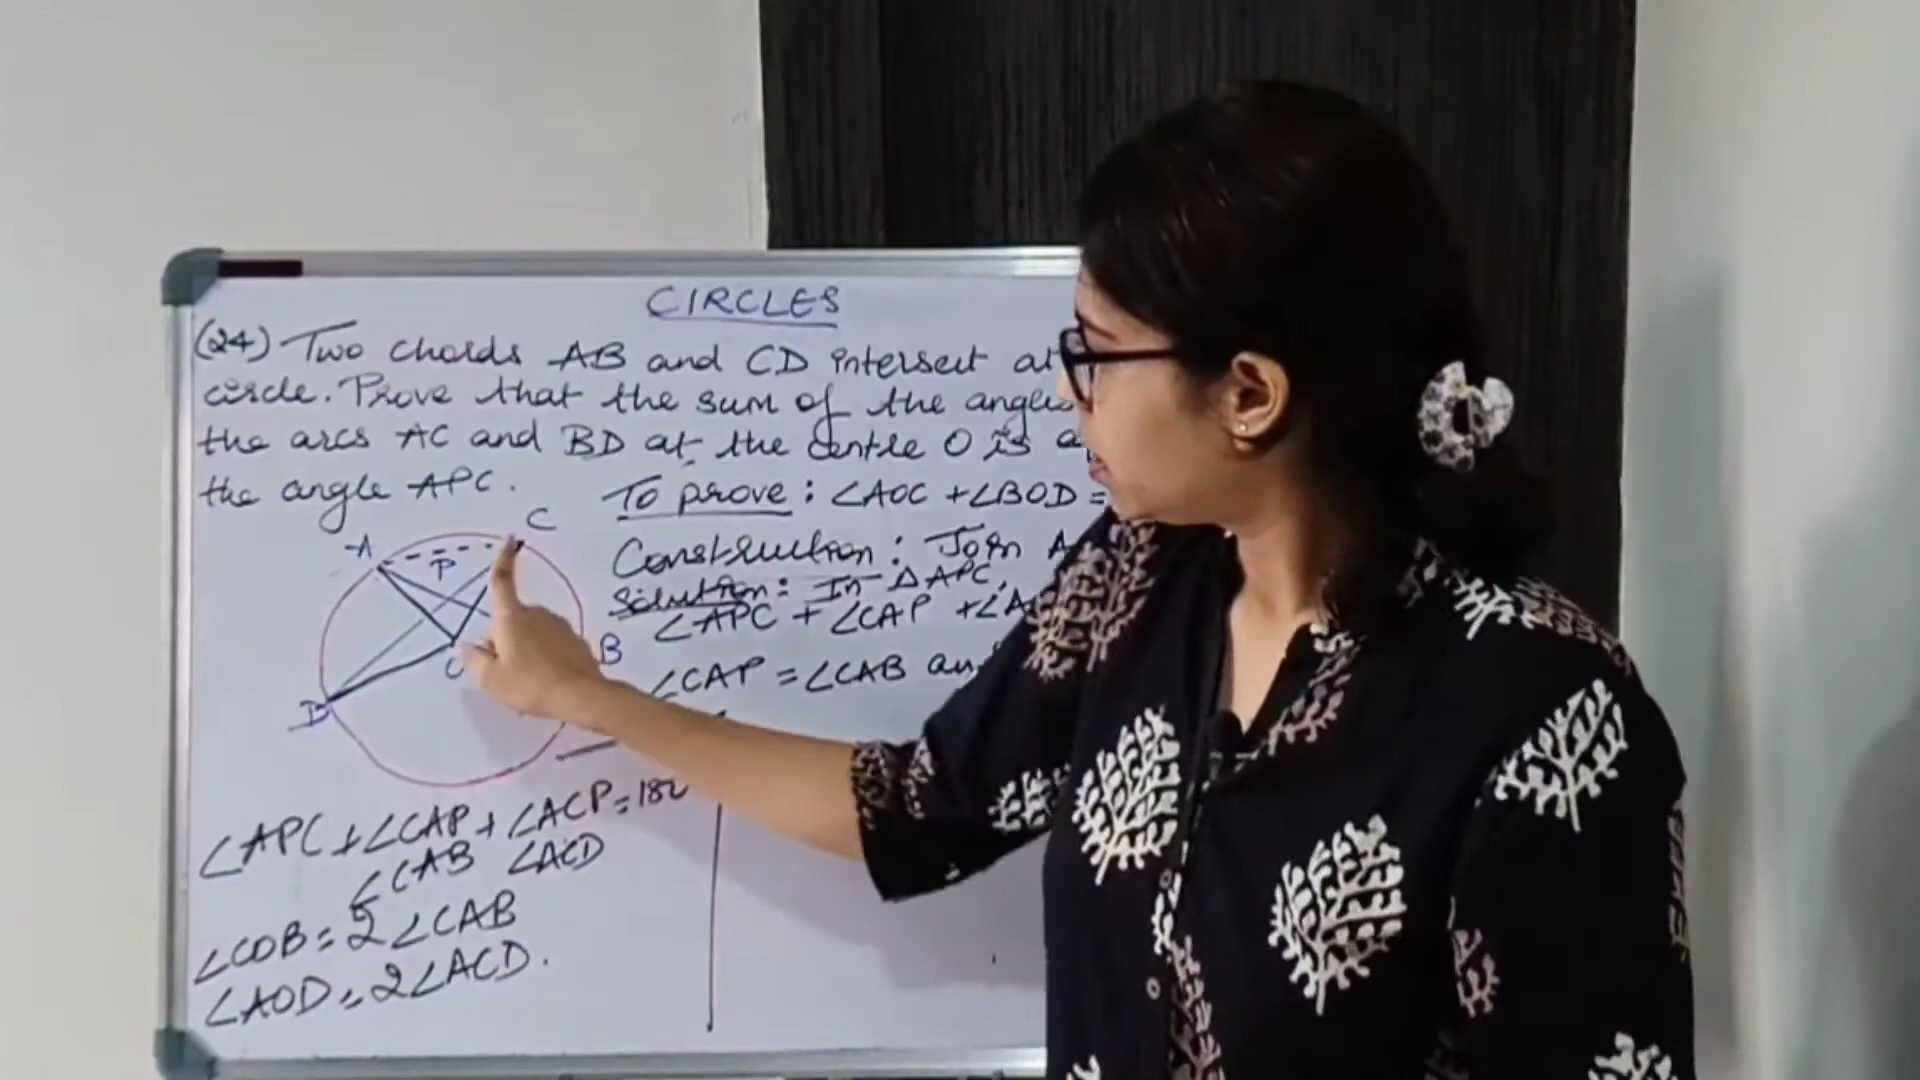 CIRCLES
(24) Two chords AB and CD intersect at
circle. Prove that the sum of the angles
the arcs AC and BD at the centre O is
the angle APC.
To prove : ∠AOC + ∠BOD =
Construction : Join A
Solution: In △APC,
∠APC + ∠CAP + ∠A
∠CAP = ∠CAB an
C
A
P
B
O
D
∠APC + ∠CAP + ∠ACP = 180
∠CAB ∠ACD
∠COB = 2∠CAB
∠AOD = 2∠ACD.